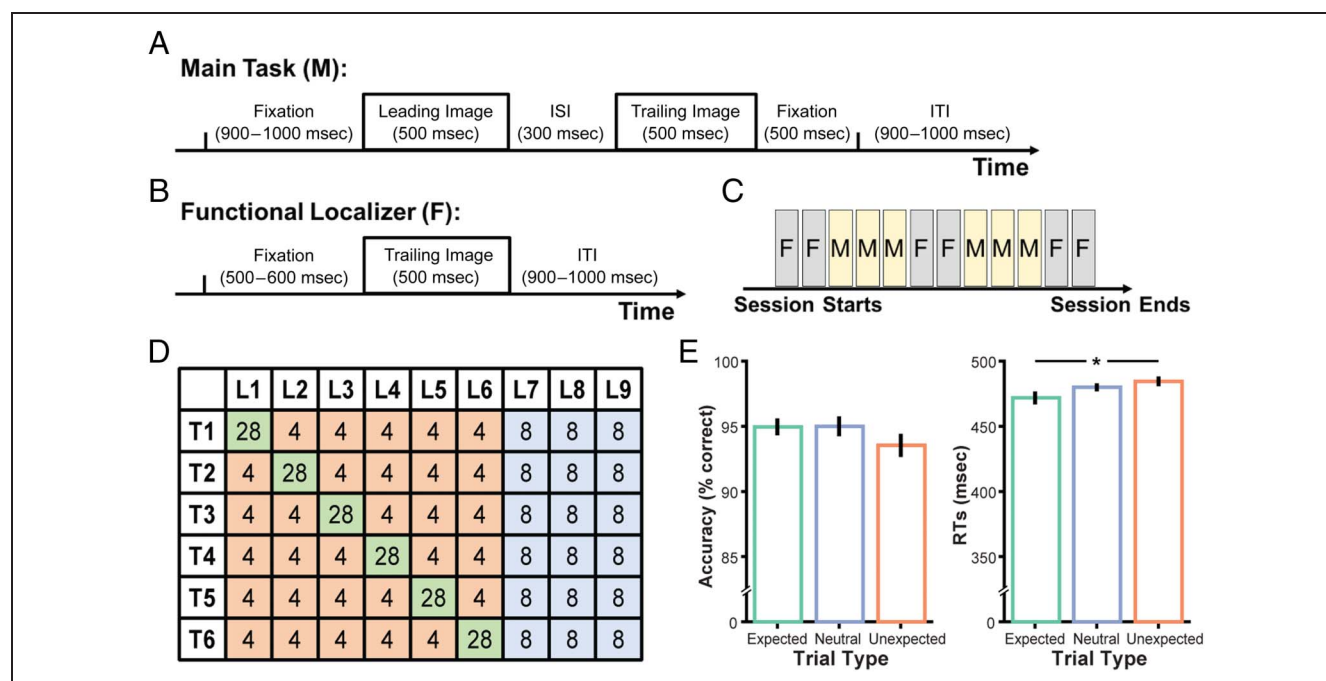 A
Main Task (M):
Fixation
(900–1000 msec)
Leading Image
(500 msec)
ISI
(300 msec)
Trailing Image
(500 msec)
Fixation
(500 msec)
ITI
(900–1000 msec)
Time
B
Functional Localizer (F):
Fixation
(500–600 msec)
Trailing Image
(500 msec)
ITI
(900–1000 msec)
Time
C
F F M M M F F M M M F F
Session Starts
Session Ends
D
L1 L2 L3 L4 L5 L6 L7 L8 L9
T1 28 4 4 4 4 4 8 8 8
T2 4 28 4 4 4 4 8 8 8
T3 4 4 28 4 4 4 8 8 8
T4 4 4 4 28 4 4 8 8 8
T5 4 4 4 4 28 4 8 8 8
T6 4 4 4 4 4 28 8 8 8
E
Accuracy (% correct)
100
95
90
85
0
Expected Neutral Unexpected
Trial Type
RTs (msec)
500
450
400
350
0
*
Expected Neutral Unexpected
Trial Type